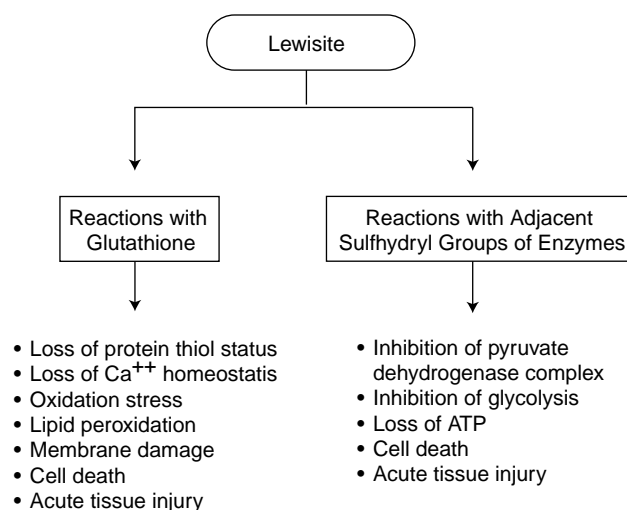 Lewisite
Reactions with
Glutathione
Reactions with Adjacent
Sulfhydryl Groups of Enzymes
• Loss of protein thiol status
• Loss of Ca++ homeostatis
• Oxidation stress
• Lipid peroxidation
• Membrane damage
• Cell death
• Acute tissue injury
• Inhibition of pyruvate
dehydrogenase complex
• Inhibition of glycolysis
• Loss of ATP
• Cell death
• Acute tissue injury